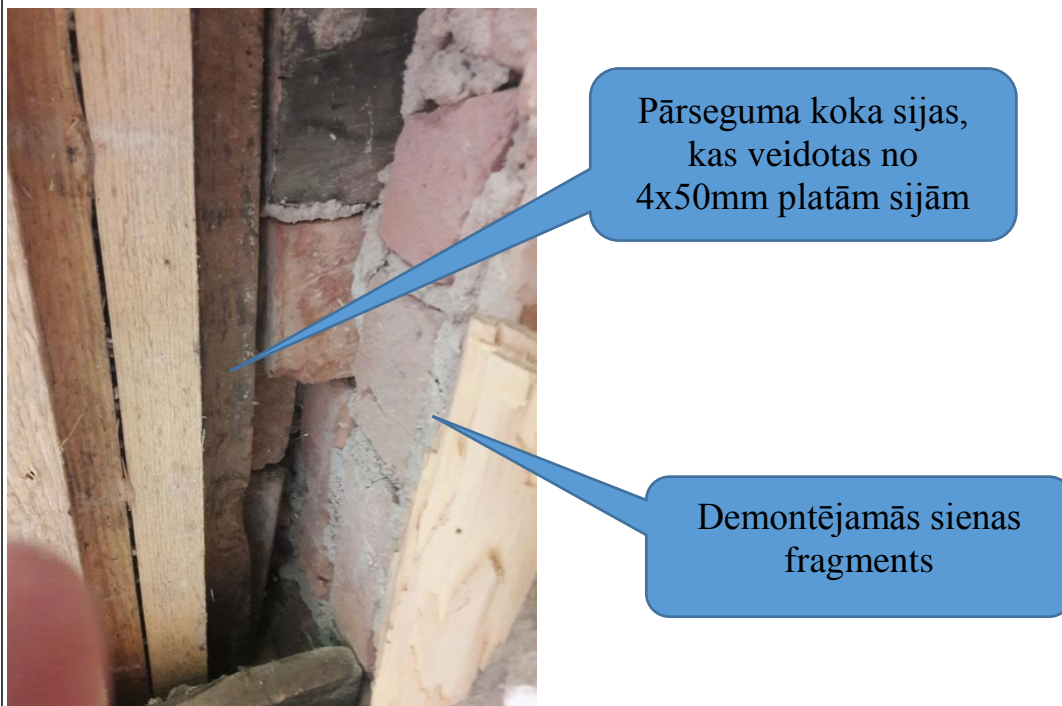 Pārseguma koka sijas,
kas veidotas no
4x50mm platām sijām
Demontējamās sienas
fragments